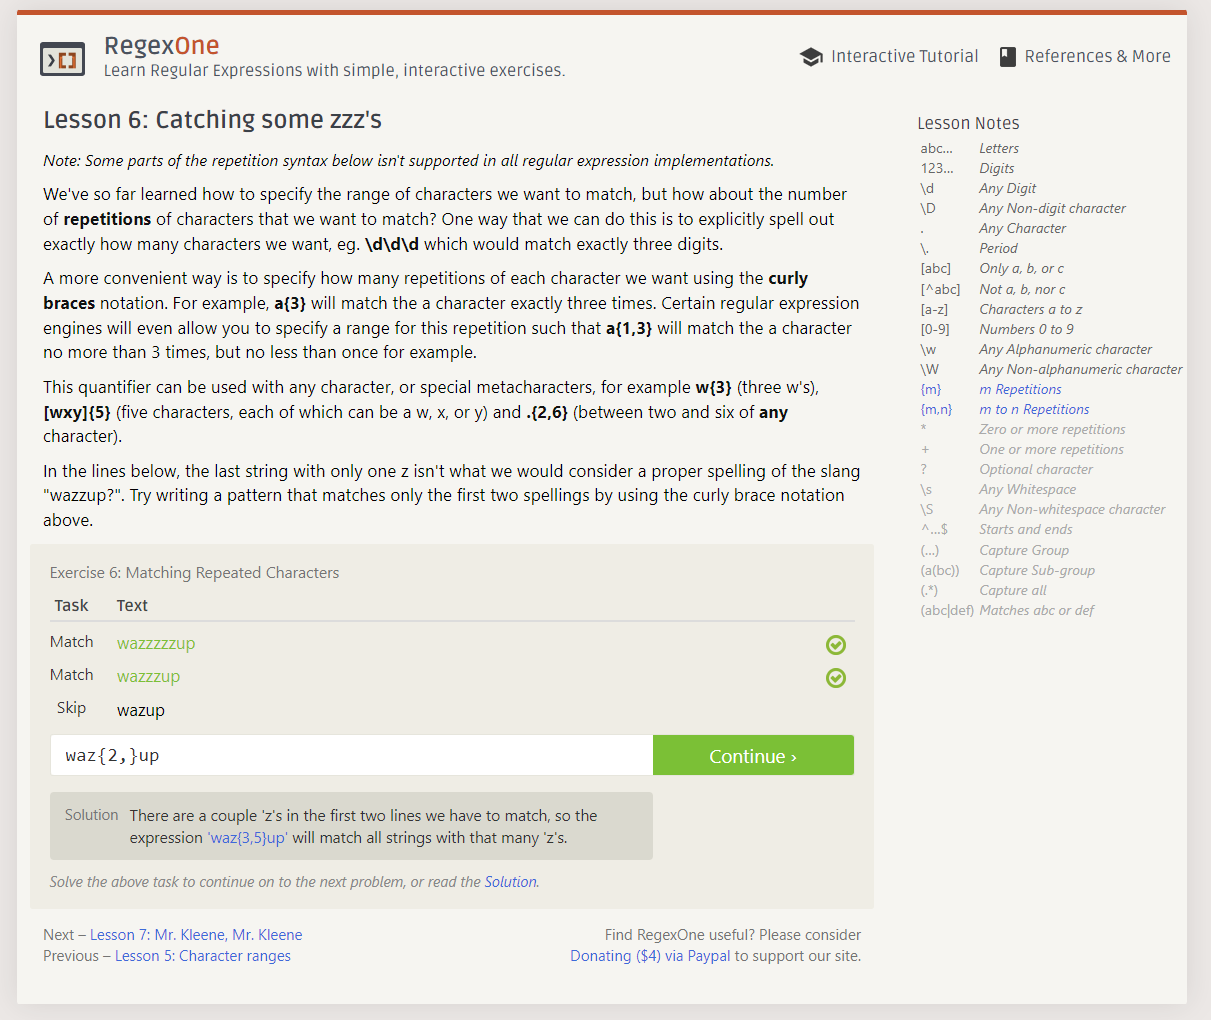 RegexOne
Learn Regular Expressions with simple, interactive exercises.
Interactive Tutorial
References & More
Lesson 6: Catching some zzz's
Note: Some parts of the repetition syntax below isn't supported in all regular expression implementations.
We've so far learned how to specify the range of characters we want to match, but how about the number
of repetitions of characters that we want to match? One way that we can do this is to explicitly spell out
exactly how many characters we want, eg. \d\d\d which would match exactly three digits.
A more convenient way is to specify how many repetitions of each character we want using the curly
braces notation. For example, a{3} will match the a character exactly three times. Certain regular expression
engines will even allow you to specify a range for this repetition such that a{1,3} will match the a character
no more than 3 times, but no less than once for example.
This quantifier can be used with any character, or special metacharacters, for example w{3} (three w's),
[wxy]{5} (five characters, each of which can be a w, x, or y) and .{2,6} (between two and six of any
character).
In the lines below, the last string with only one z isn't what we would consider a proper spelling of the slang
"wazzup?". Try writing a pattern that matches only the first two spellings by using the curly brace notation
above.
Exercise 6: Matching Repeated Characters
Task Text
Match wazzzzzup
Match wazzzup
Skip wazup
waz{2,}up
Continue ›
Solution There are a couple 'z's in the first two lines we have to match, so the
expression 'waz{3,5}up' will match all strings with that many 'z's.
Solve the above task to continue on to the next problem, or read the Solution.
Next – Lesson 7: Mr. Kleene, Mr. Kleene
Previous – Lesson 5: Character ranges
Find RegexOne useful? Please consider
Donating ($4) via Paypal to support our site.
Lesson Notes
abc… Letters
123… Digits
\d Any Digit
\D Any Non-digit character
. Any Character
\. Period
[abc] Only a, b, or c
[^abc] Not a, b, nor c
[a-z] Characters a to z
[0-9] Numbers 0 to 9
\w Any Alphanumeric character
\W Any Non-alphanumeric character
{m} m Repetitions
{m,n} m to n Repetitions
* Zero or more repetitions
+ One or more repetitions
? Optional character
\s Any Whitespace
\S Any Non-whitespace character
^…$ Starts and ends
(…) Capture Group
(a(bc)) Capture Sub-group
(.*) Capture all
(abc|def) Matches abc or def